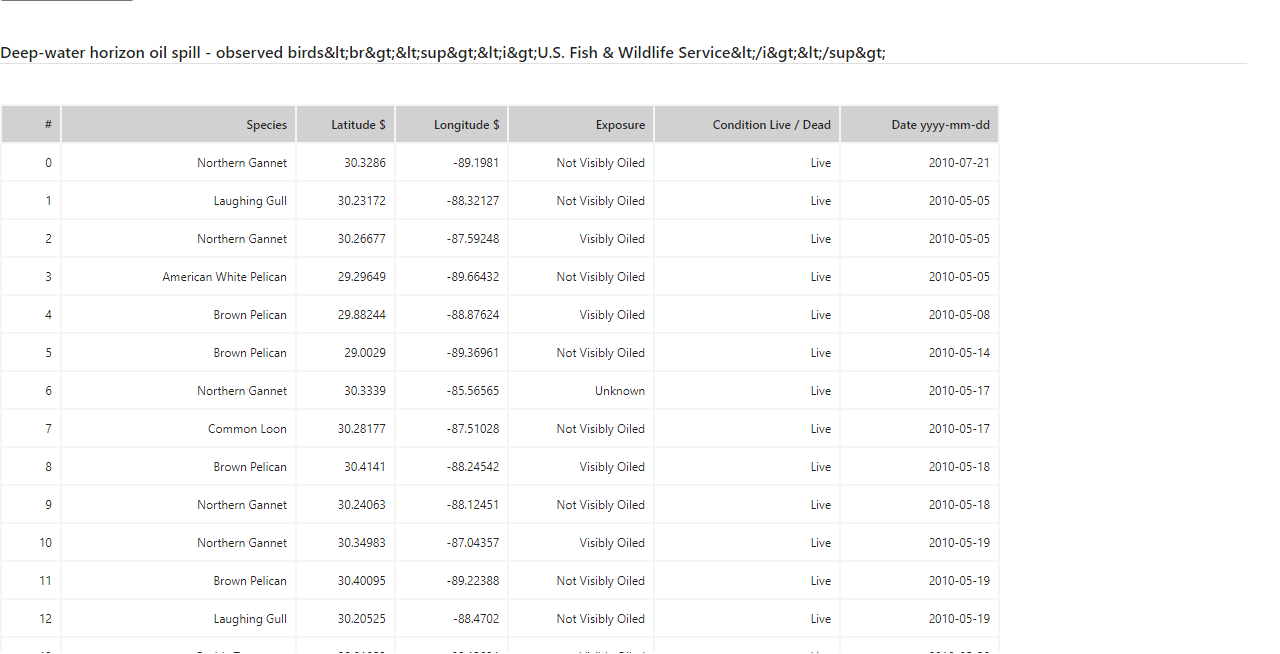 Deep-water horizon oil spill - observed birds&lt;br&gt;&lt;sup&gt;&lt;i&gt;U.S. Fish & Wildlife Service&lt;/i&gt;&lt;/sup&gt;
# Species Latitude $ Longitude $ Exposure Condition Live / Dead Date yyyy-mm-dd
0 Northern Gannet 30.3286 -89.1981 Not Visibly Oiled Live 2010-07-21
1 Laughing Gull 30.23172 -88.32127 Not Visibly Oiled Live 2010-05-05
2 Northern Gannet 30.26677 -87.59248 Visibly Oiled Live 2010-05-05
3 American White Pelican 29.29649 -89.66432 Not Visibly Oiled Live 2010-05-05
4 Brown Pelican 29.88244 -88.87624 Visibly Oiled Live 2010-05-08
5 Brown Pelican 29.0029 -89.36961 Not Visibly Oiled Live 2010-05-14
6 Northern Gannet 30.3339 -85.56565 Unknown Live 2010-05-17
7 Common Loon 30.28177 -87.51028 Not Visibly Oiled Live 2010-05-17
8 Brown Pelican 30.4141 -88.24542 Visibly Oiled Live 2010-05-18
9 Northern Gannet 30.24063 -88.12451 Not Visibly Oiled Live 2010-05-18
10 Northern Gannet 30.34983 -87.04357 Visibly Oiled Live 2010-05-19
11 Brown Pelican 30.40095 -89.22388 Not Visibly Oiled Live 2010-05-19
12 Laughing Gull 30.20525 -88.4702 Not Visibly Oiled Live 2010-05-19